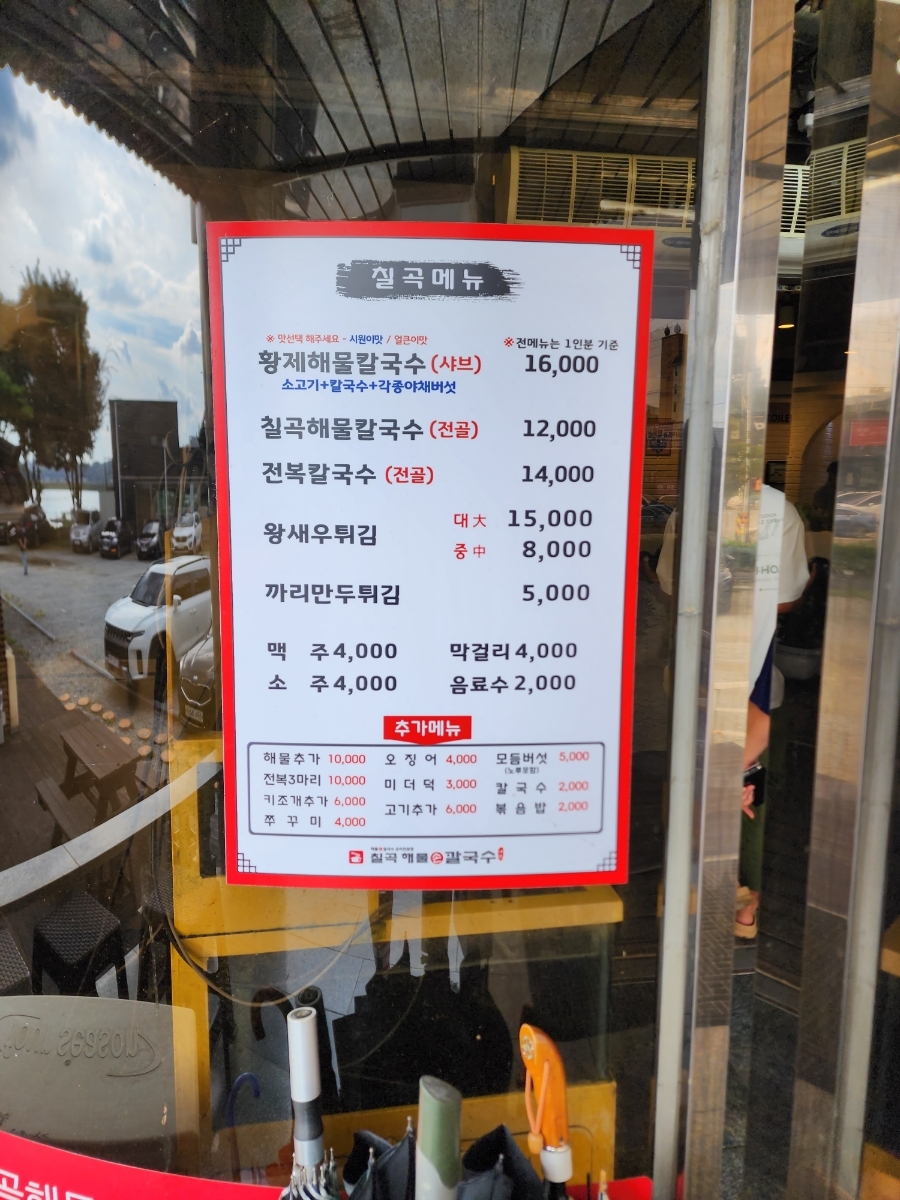 칠곡메뉴
※ 맛선택 해주세요 - 시원이맛 / 얼큰이맛
※전메뉴는 1인분 기준
황제해물칼국수 (샤브) 16,000
소고기+칼국수+각종야채버섯
칠곡해물칼국수 (전골) 12,000
전복칼국수 (전골) 14,000
왕새우튀김 대 大 15,000
중 中 8,000
까리만두튀김 5,000
맥 주 4,000 막걸리 4,000
소 주 4,000 음료수 2,000
추가메뉴
해물추가 10,000 오징어 4,000 모듬버섯 5,000
(노루포함)
전복3마리 10,000 미더덕 3,000 칼국수 2,000
키조개추가 6,000 고기추가 6,000 볶음밥 2,000
쭈꾸미 4,000
칠곡 해물e칼국수